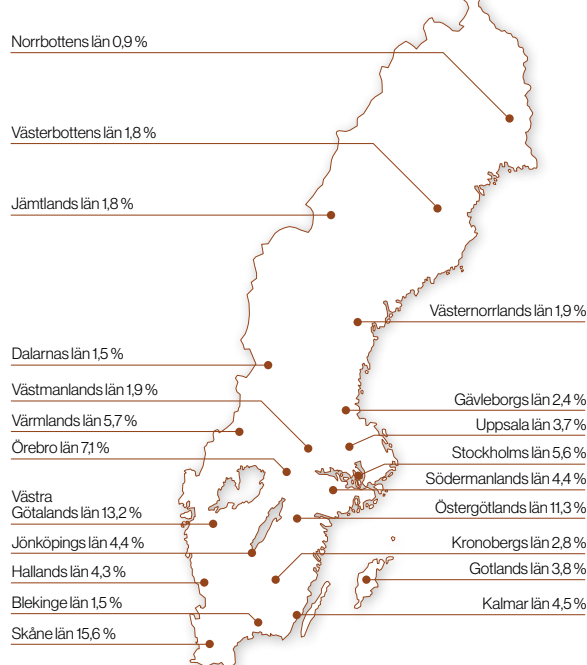 Norrbottens län 0,9 %
Västerbottens län 1,8 %
Jämtlands län 1,8 %
Västernorrlands län 1,9 %
Dalarnas län 1,5 %
Västmanlands län 1,9 %
Gävleborgs län 2,4 %
Värmlands län 5,7 %
Uppsala län 3,7 %
Örebro län 7,1 %
Stockholms län 5,6 %
Södermanlands län 4,4 %
Västra
Götalands län 13,2 %
Östergötlands län 11,3 %
Jönköpings län 4,4 %
Kronobergs län 2,8 %
Hallands län 4,3 %
Gotlands län 3,8 %
Blekinge län 1,5 %
Kalmar län 4,5 %
Skåne län 15,6 %